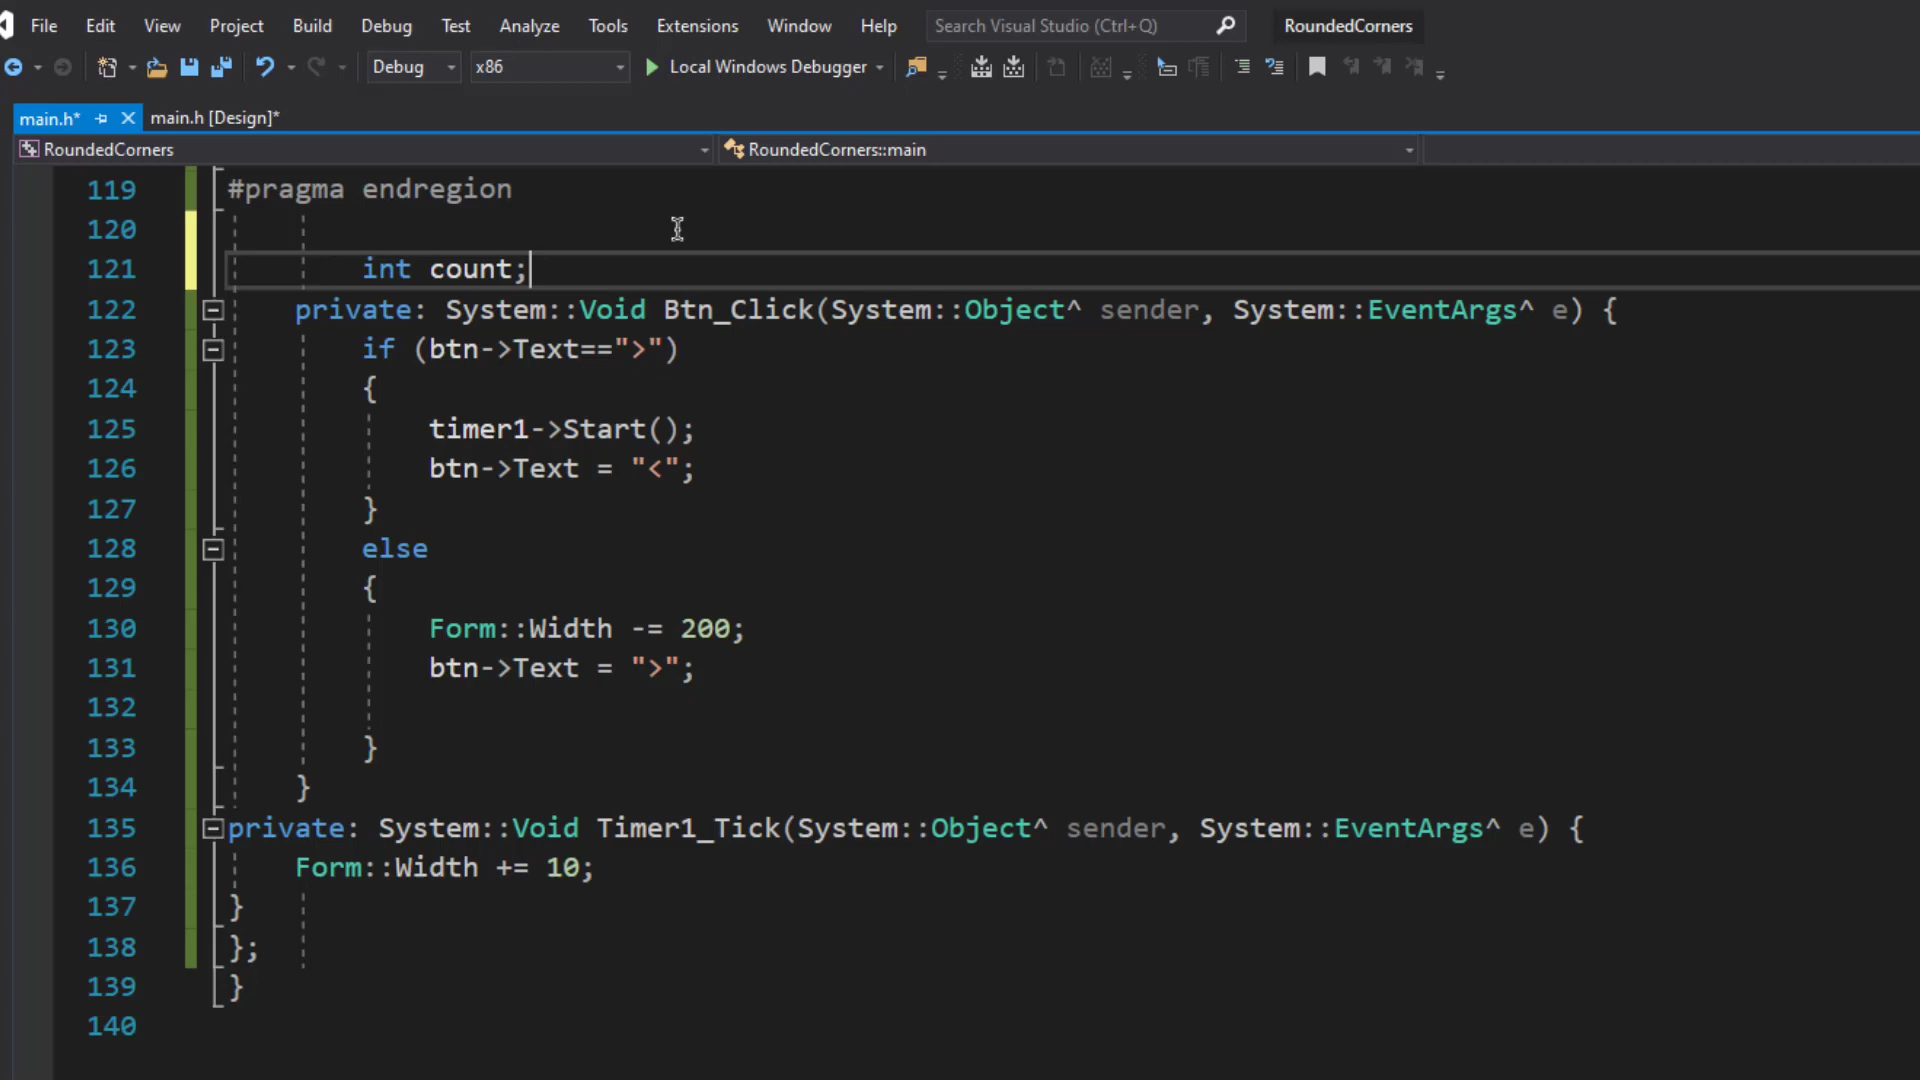 File Edit View Project Build Debug Test Analyze Tools Extensions Window Help Search Visual Studio (Ctrl+Q) RoundedCorners
Debug x86 Local Windows Debugger
main.h* main.h [Design]*
RoundedCorners RoundedCorners::main
119 #pragma endregion
120
121 int count;
122 private: System::Void Btn_Click(System::Object^ sender, System::EventArgs^ e) {
123 if (btn->Text==">")
124 {
125 timer1->Start();
126 btn->Text = "<";
127 }
128 else
129 {
130 Form::Width -= 200;
131 btn->Text = ">";
132
133 }
134 }
135 private: System::Void Timer1_Tick(System::Object^ sender, System::EventArgs^ e) {
136 Form::Width += 10;
137 }
138 };
139 }
140